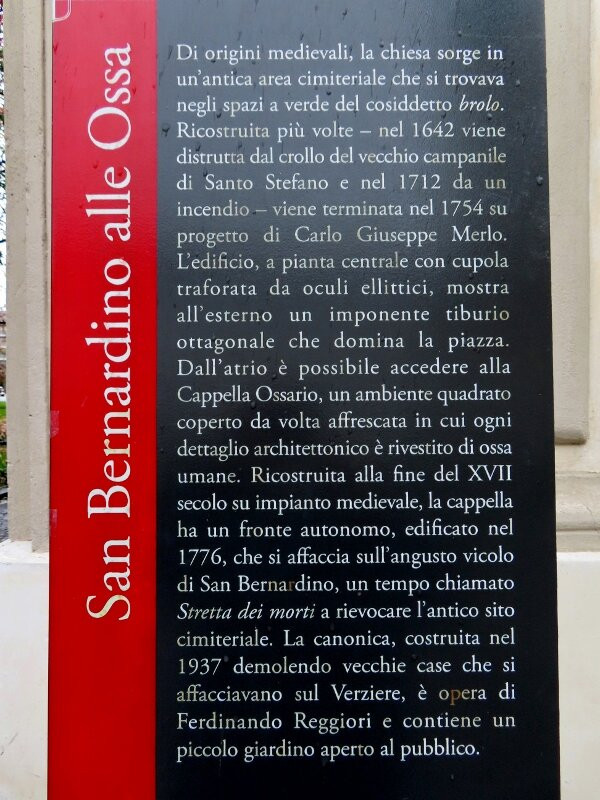 San Bernardino alle Ossa
Di origini medievali, la chiesa sorge in
un'antica area cimiteriale che si trovava
negli spazi a verde del cosiddetto brolo.
Ricostruita più volte – nel 1642 viene
distrutta dal crollo del vecchio campanile
di Santo Stefano e nel 1712 da un
incendio – viene terminata nel 1754 su
progetto di Carlo Giuseppe Merlo.
L'edificio, a pianta centrale con cupola
traforata da oculi ellittici, mostra
all'esterno un imponente tiburio
ottagonale che domina la piazza.
Dall'atrio è possibile accedere alla
Cappella Ossario, un ambiente quadrato
coperto da volta affrescata in cui ogni
dettaglio architettonico è rivestito di ossa
umane. Ricostruita alla fine del XVII
secolo su impianto medievale, la cappella
ha un fronte autonomo, edificato nel
1776, che si affaccia sull'angusto vicolo
di San Bernardino, un tempo chiamato
Stretta dei morti a rievocare l'antico sito
cimiteriale. La canonica, costruita nel
1937 demolendo vecchie case che si
affacciavano sul Verziere, è opera di
Ferdinando Reggiori e contiene un
piccolo giardino aperto al pubblico.